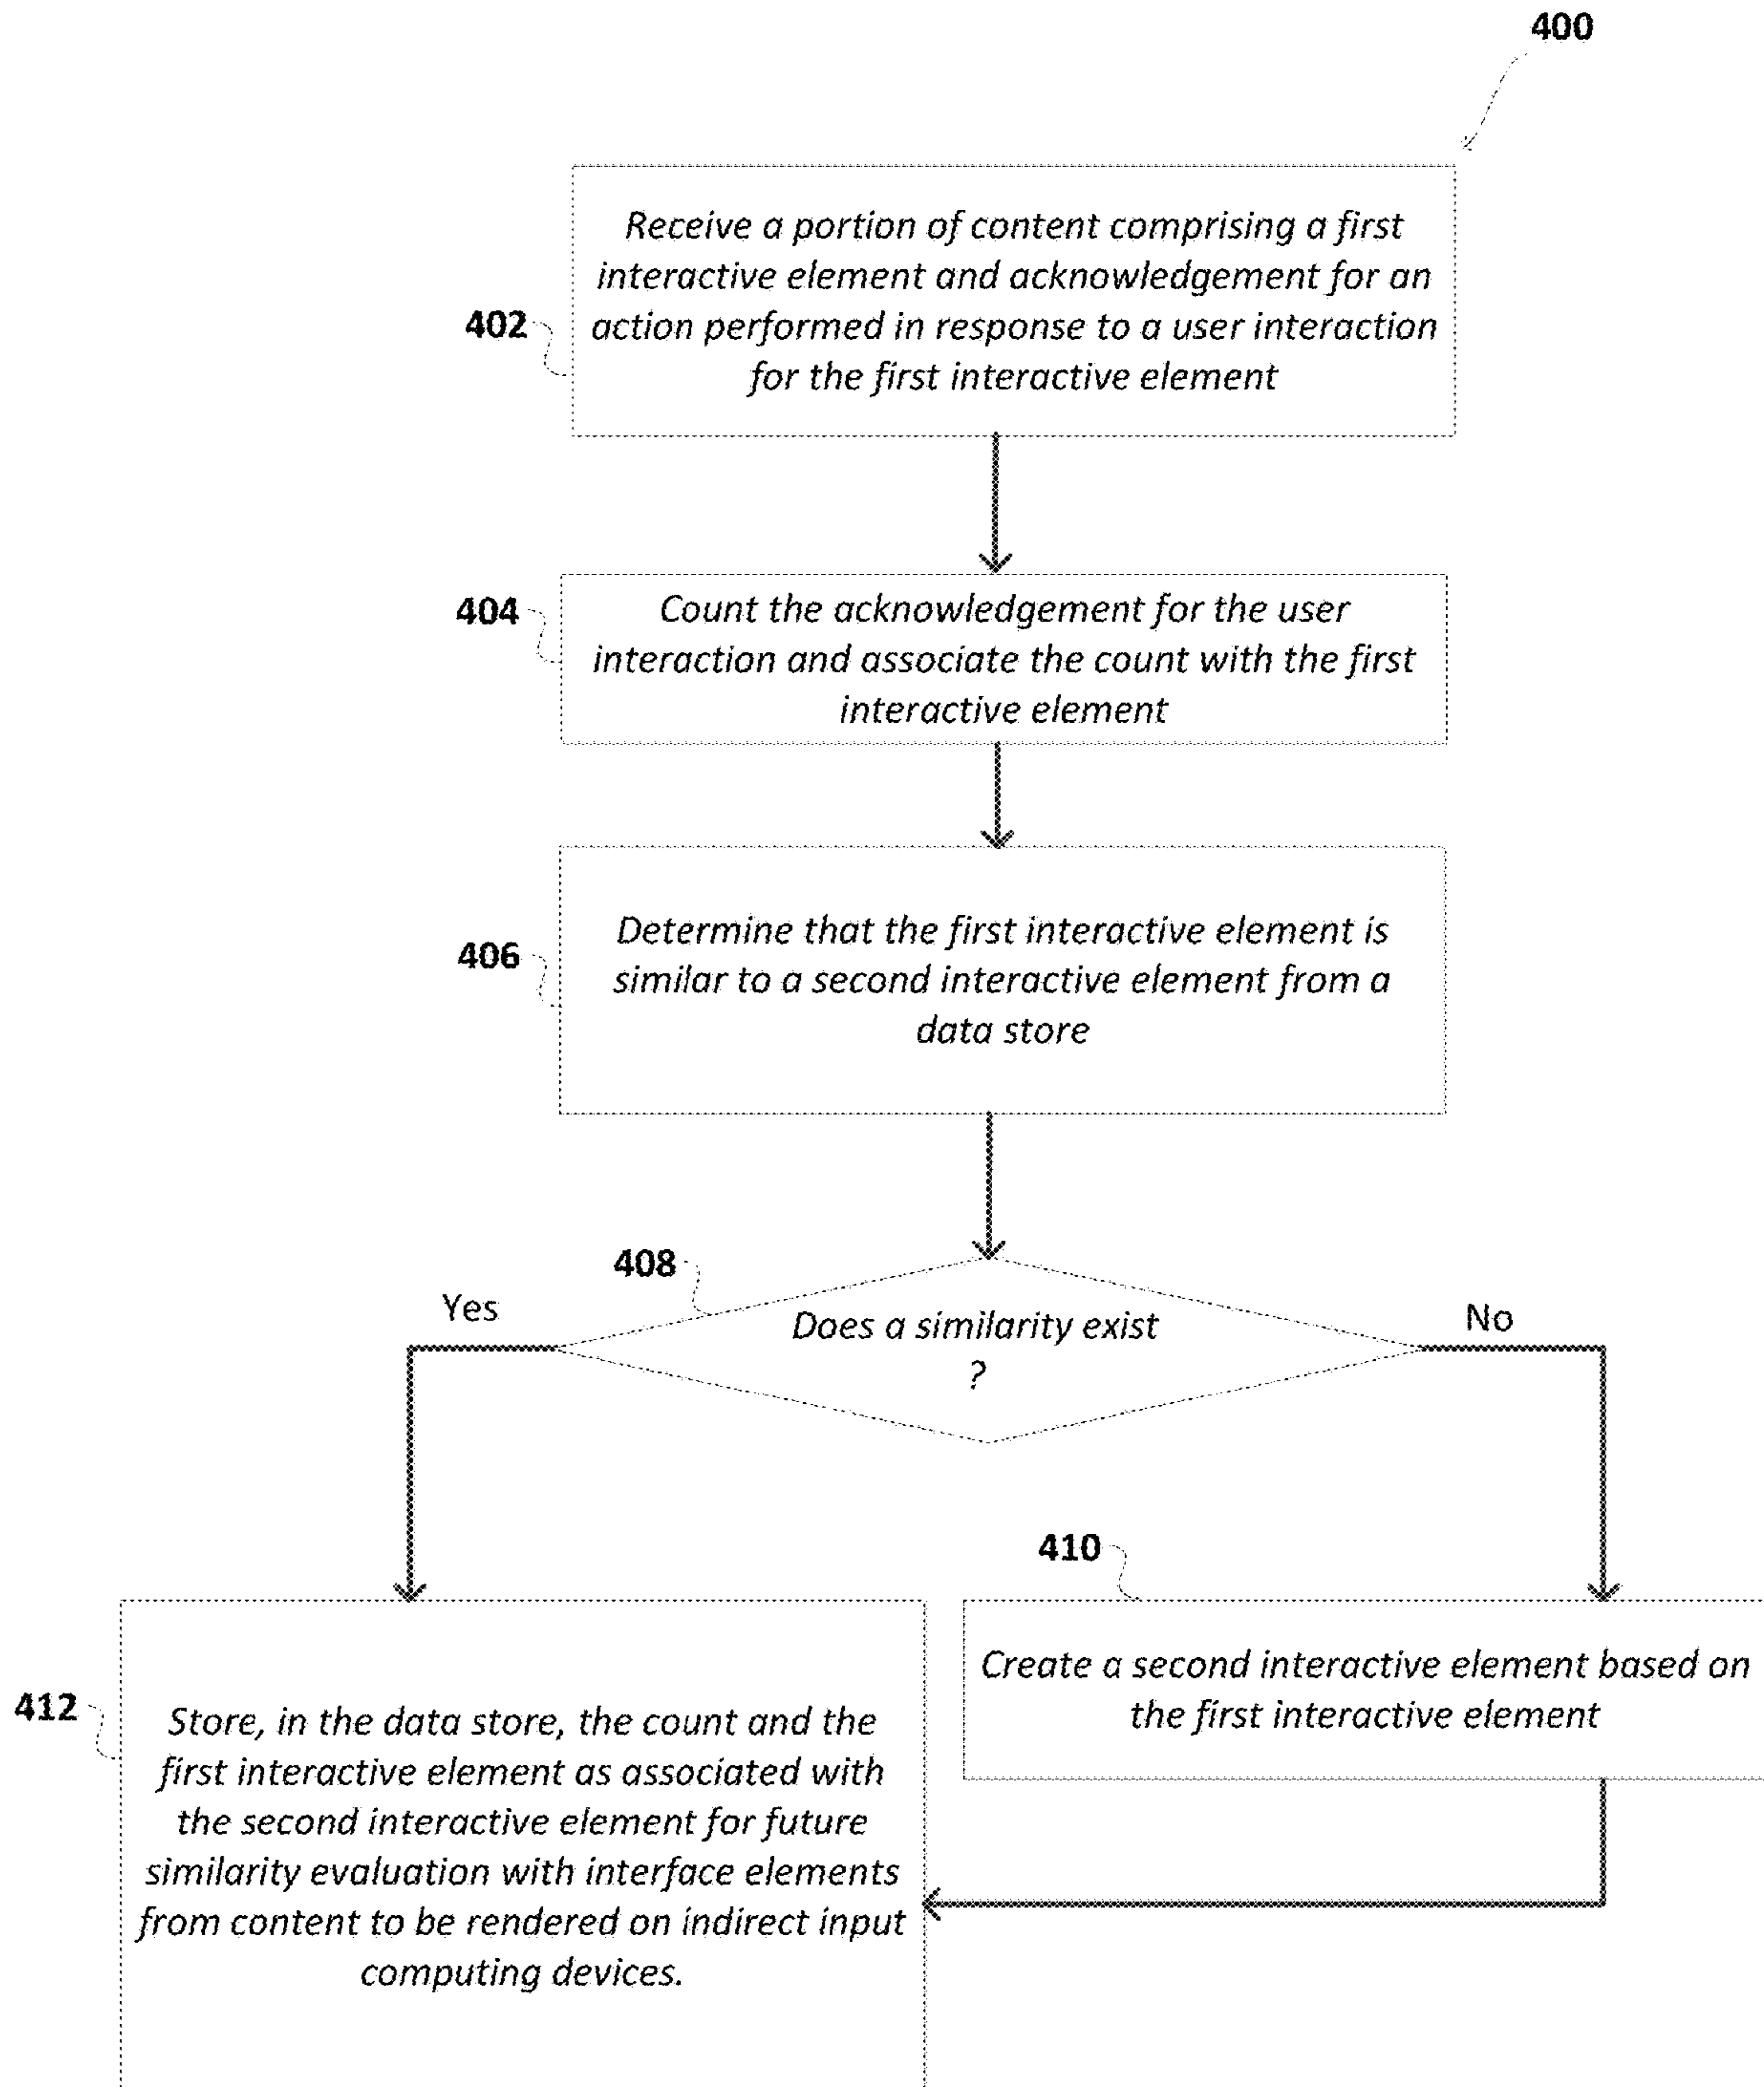 400
Receive a portion of content comprising a first
interactive element and acknowledgement for an
action performed in response to a user interaction
for the first interactive element
402
404
Count the acknowledgement for the user
interaction and associate the count with the first
interactive element
406
Determine that the first interactive element is
similar to a second interactive element from a
data store
408
Does a similarity exist
?
Yes
No
410
Create a second interactive element based on
the first interactive element
412
Store, in the data store, the count and the
first interactive element as associated with
the second interactive element for future
similarity evaluation with interface elements
from content to be rendered on indirect input
computing devices.